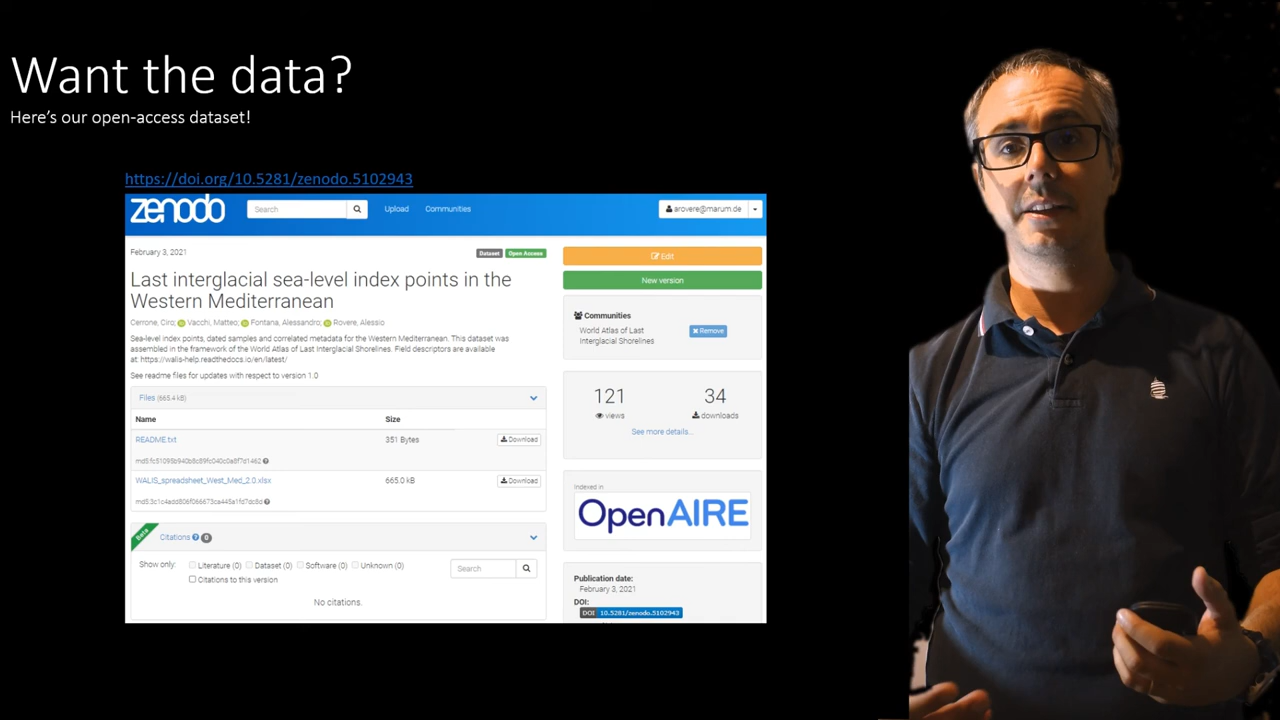 Want the data?
Here's our open-access dataset!
https://doi.org/10.5281/zenodo.5102943
zenodo
Search
Upload
Communities
arovere@marum.de
February 3, 2021
Dataset
Open Access
Last interglacial sea-level index points in the
Western Mediterranean
Cerrone, Ciro; Vacchi, Matteo; Fontana, Alessandro; Rovere, Alessio
Sea-level index points, dated samples and correlated metadata for the Western Mediterranean. This dataset was
assembled in the framework of the World Atlas of Last Interglacial Shorelines. Field descriptors are available
at: https://walis-help.readthedocs.io/en/latest/
See readme files for updates with respect to version 1.0
Files (665.4 kB)
Name Size
README.txt 351 Bytes Download
WALIS_spreadsheet_West_Med_2.0.xlsx 665.0 kB Download
Beta
Citations 0
Show only: Literature (0) Dataset (0) Software (0) Unknown (0)
Citations to this version
Search
No citations.
Edit
New version
Communities
World Atlas of Last
Interglacial Shorelines
Remove
121 34
views downloads
See more details...
Indexed in
OpenAIRE
Publication date:
February 3, 2021
DOI:
DOI 10.5281/zenodo.5102943